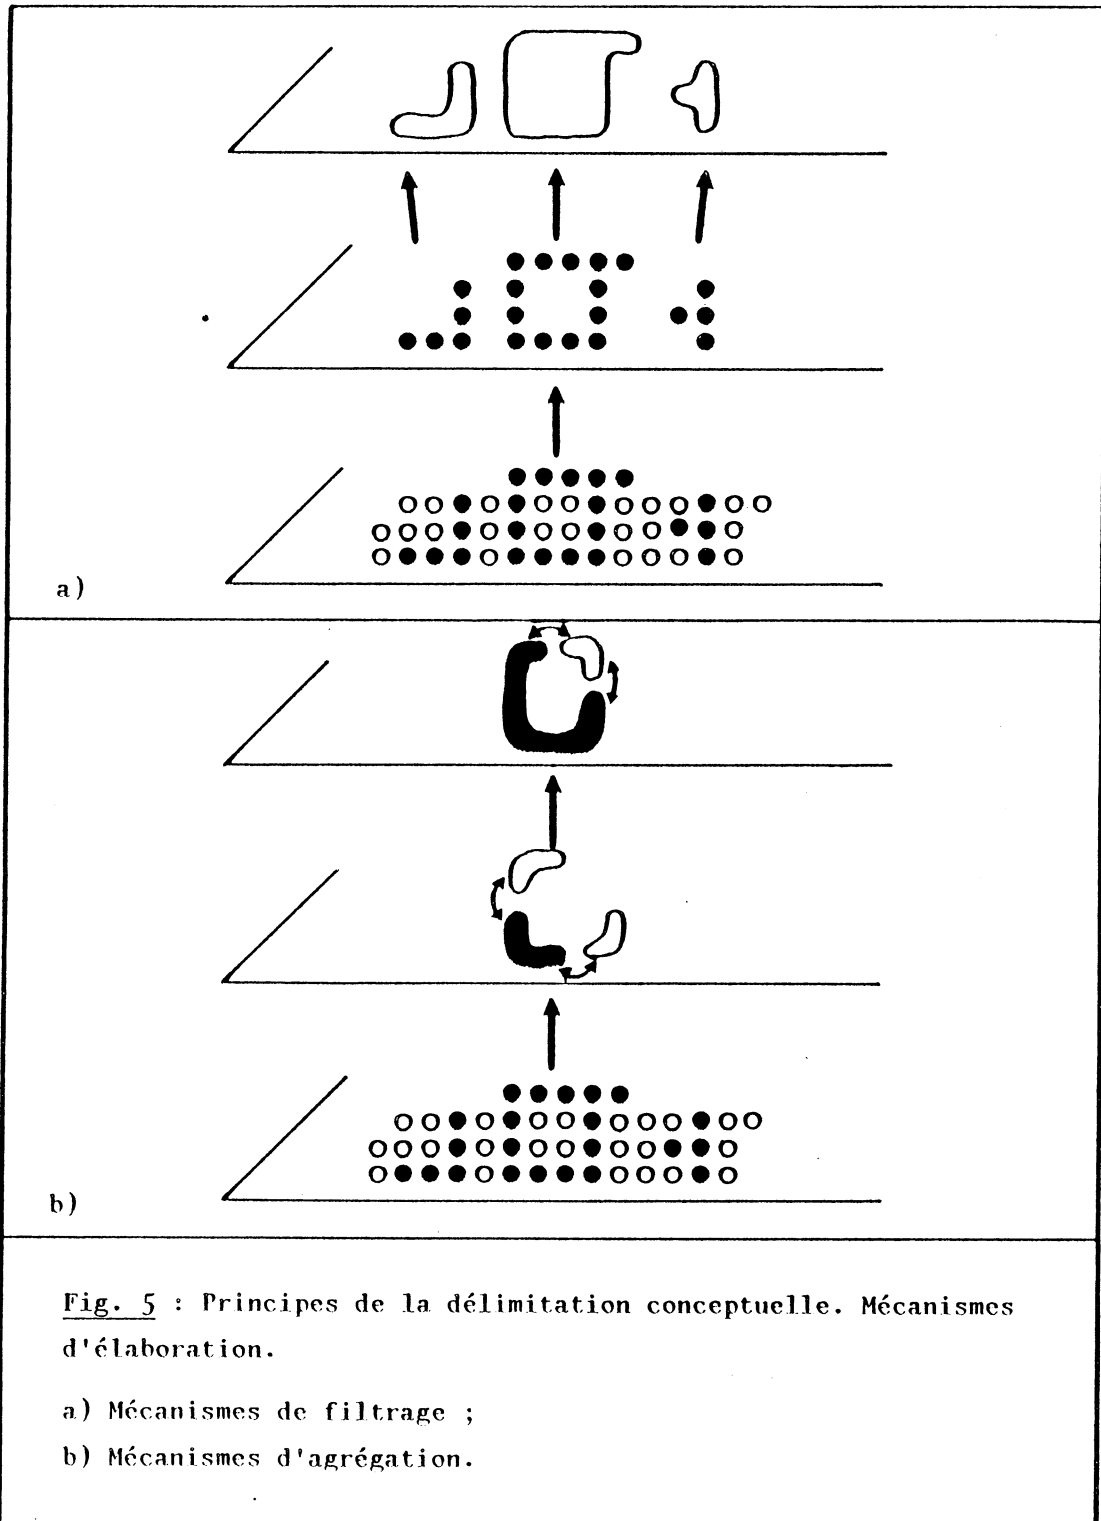 a)
b)
Fig. 5 : Principes de la délimitation conceptuelle. Mécanismes
d'élaboration.
a) Mécanismes de filtrage ;
b) Mécanismes d'agrégation.